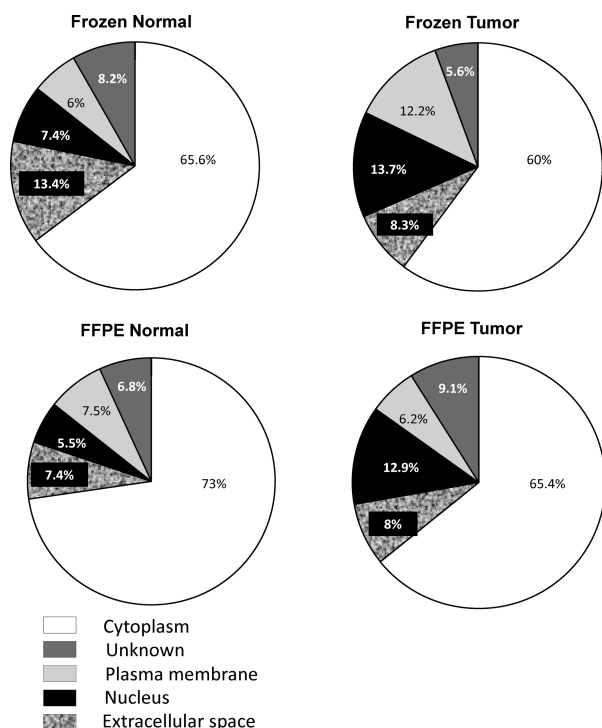 Frozen Normal
Frozen Tumor
8.2%
6%
7.4%
13.4%
65.6%
5.6%
12.2%
13.7%
8.3%
60%
FFPE Normal
FFPE Tumor
6.8%
7.5%
5.5%
7.4%
73%
9.1%
6.2%
12.9%
8%
65.4%
Cytoplasm
Unknown
Plasma membrane
Nucleus
Extracellular space